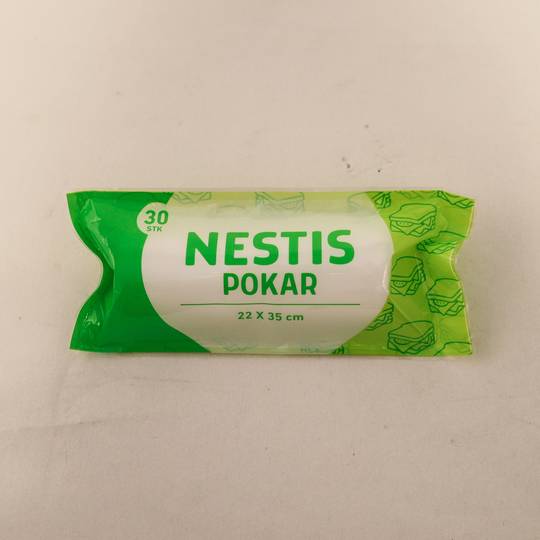 30
STK
NESTIS
POKAR
22 X 35 cm